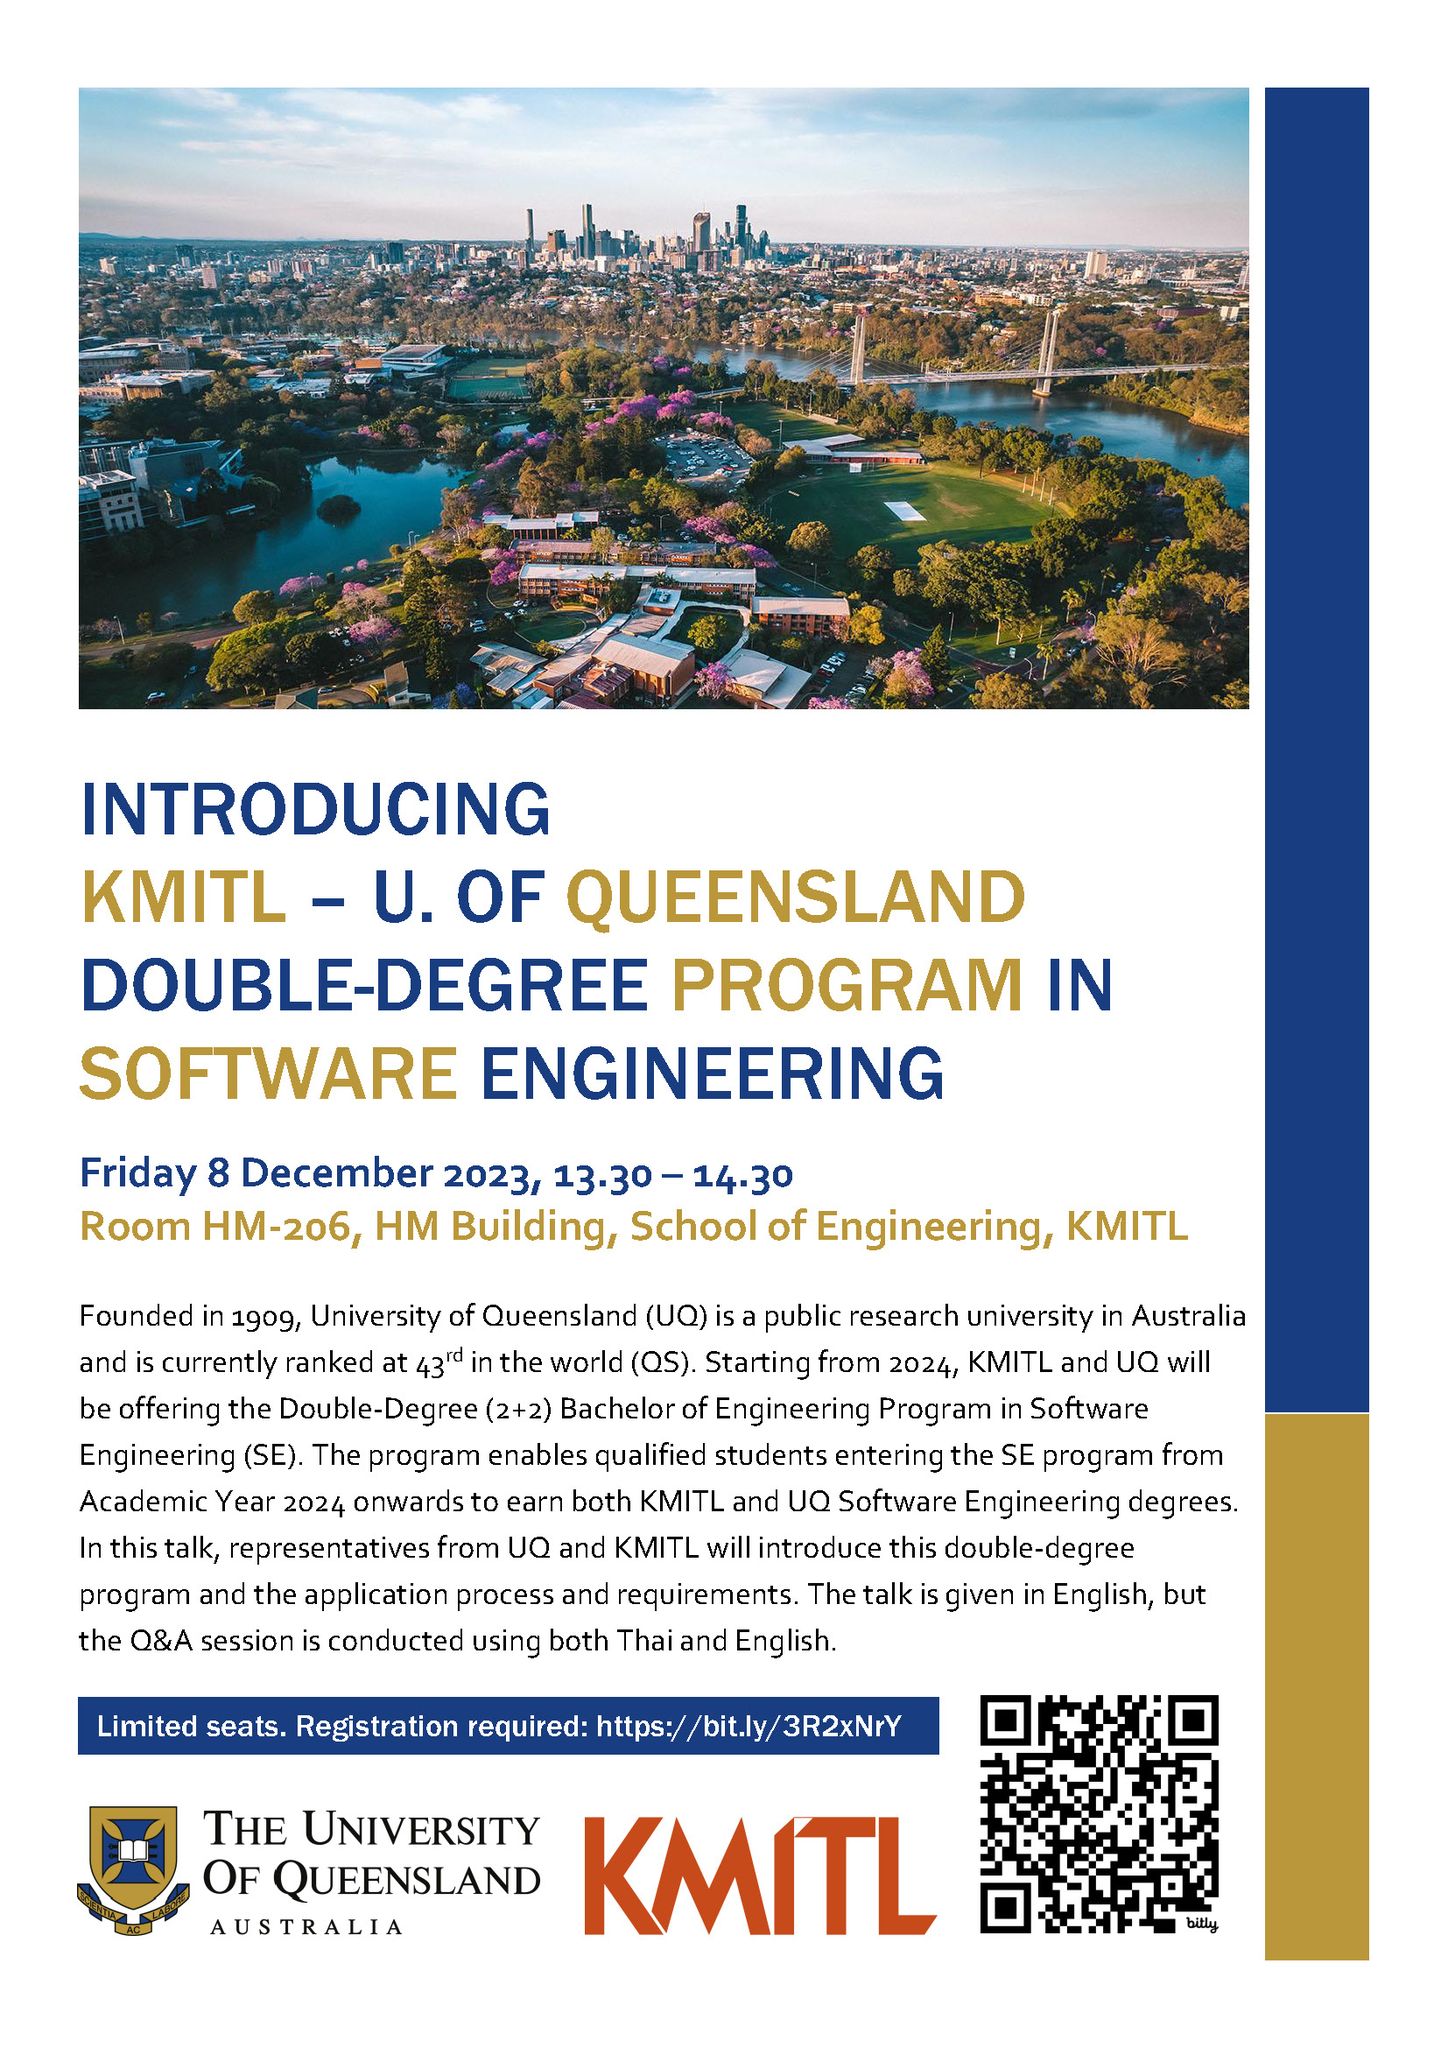 INTRODUCING
KMITL – U. OF QUEENSLAND
DOUBLE-DEGREE PROGRAM IN
SOFTWARE ENGINEERING
Friday 8 December 2023, 13.30 – 14.30
Room HM-206, HM Building, School of Engineering, KMITL
Founded in 1909, University of Queensland (UQ) is a public research university in Australia
and is currently ranked at 43rd in the world (QS). Starting from 2024, KMITL and UQ will
be offering the Double-Degree (2+2) Bachelor of Engineering Program in Software
Engineering (SE). The program enables qualified students entering the SE program from
Academic Year 2024 onwards to earn both KMITL and UQ Software Engineering degrees.
In this talk, representatives from UQ and KMITL will introduce this double-degree
program and the application process and requirements. The talk is given in English, but
the Q&A session is conducted using both Thai and English.
Limited seats. Registration required: https://bit.ly/3R2xNrY
SCIENTIA AC LABORE
THE UNIVERSITY
OF QUEENSLAND
AUSTRALIA
KMITL
bitly